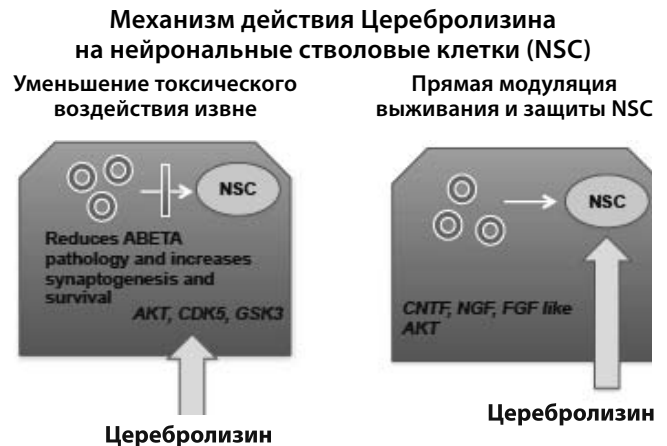 Механизм действия Церебролизина
на нейрональные стволовые клетки (NSC)
Уменьшение токсического
воздействия извне
NSC
Reduces ABETA
pathology and increases
synaptogenesis and
survival
AKT, CDK5, GSK3
Церебролизин
Прямая модуляция
выживания и защиты NSC
NSC
CNTF, NGF, FGF like
AKT
Церебролизин